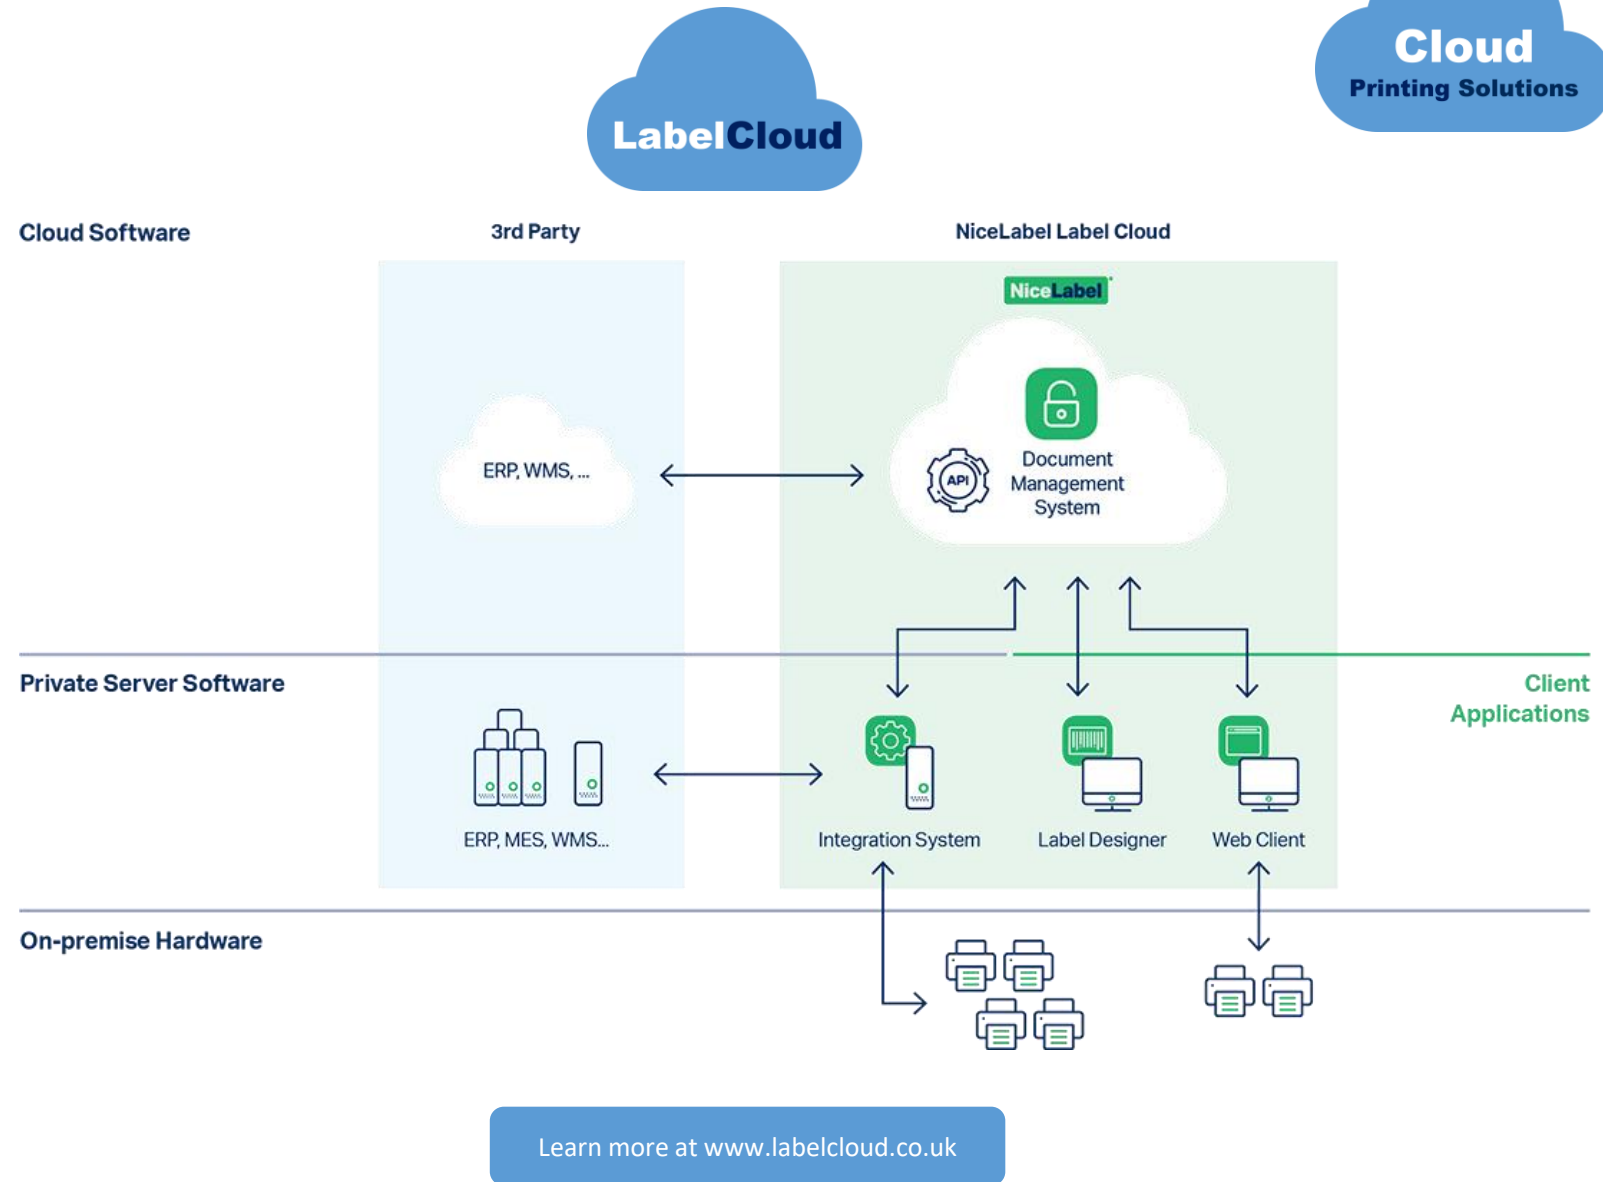 Cloud
Printing Solutions
LabelCloud
Cloud Software
3rd Party
NiceLabel Label Cloud
NiceLabel
ERP, WMS, ...
API
Document
Management
System
Private Server Software
Client
Applications
ERP, MES, WMS...
Integration System
Label Designer
Web Client
On-premise Hardware
Learn more at www.labelcloud.co.uk